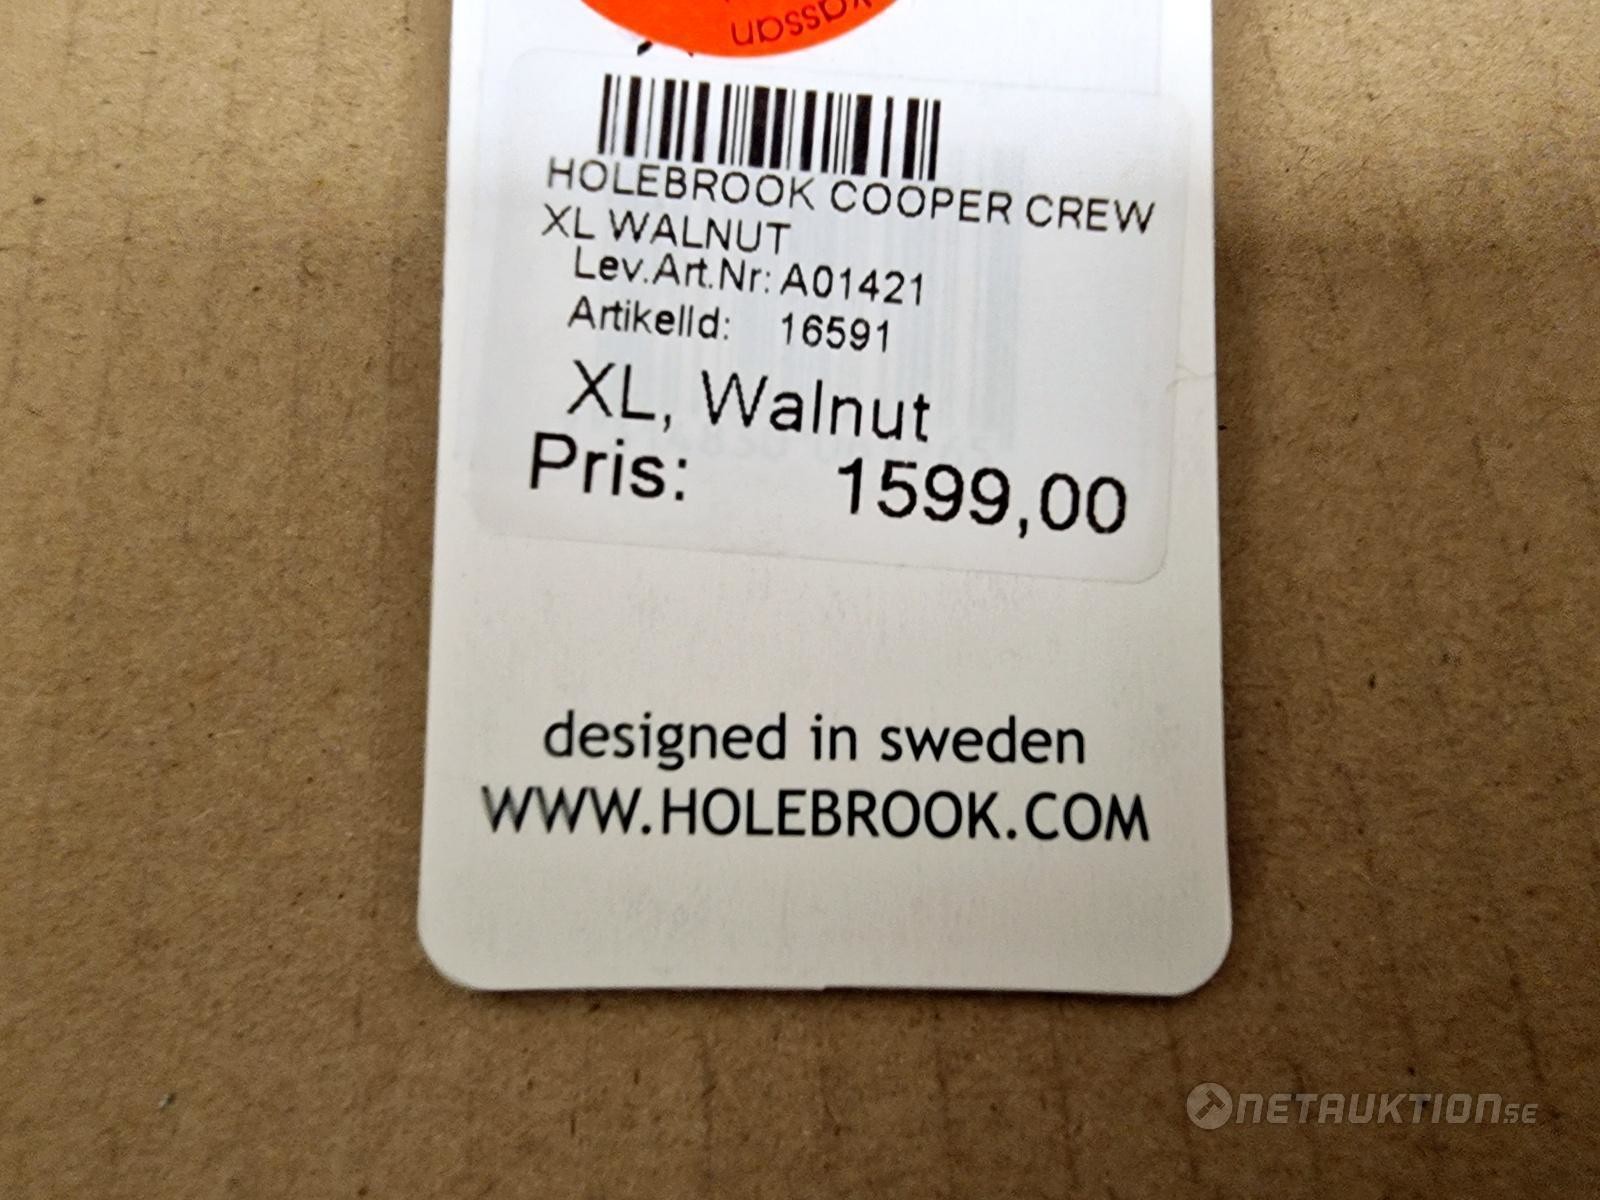 kassan
HOLEBROOK COOPER CREW
XL WALNUT
Lev.Art.Nr: A01421
ArtikelId: 16591
XL, Walnut
Pris: 1599,00
designed in sweden
WWW.HOLEBROOK.COM
NETAUKTION.SE